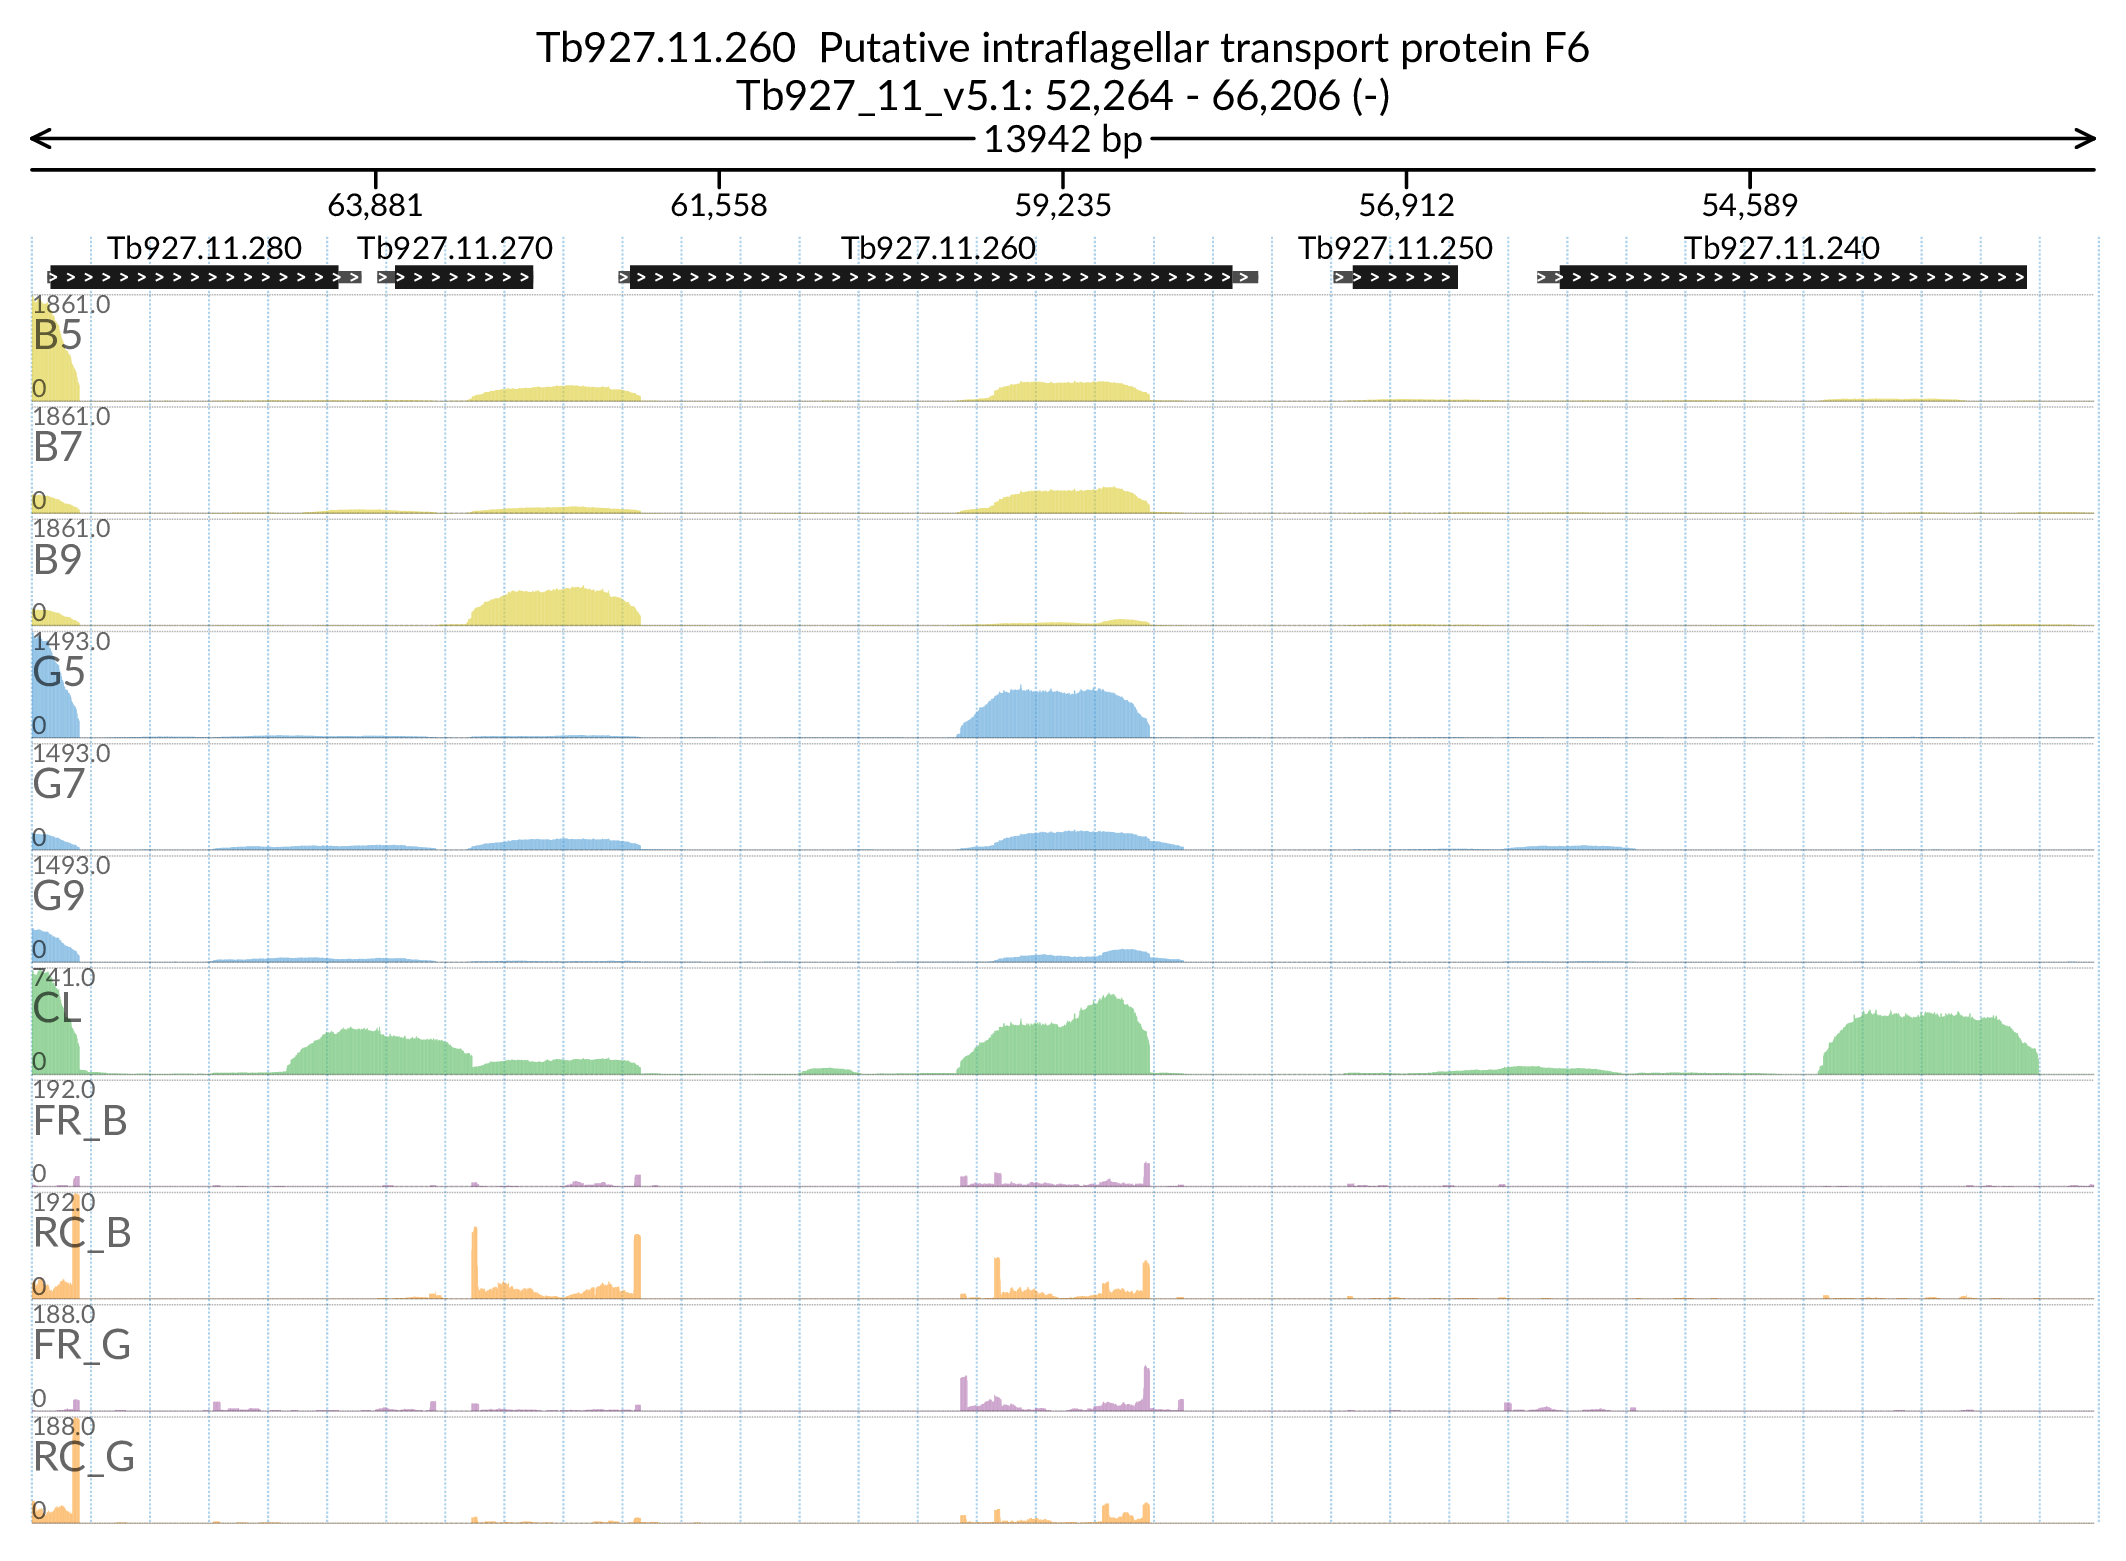 Tb927.11.260  Putative intraflagellar transport protein F6
Tb927_11_v5.1: 52,264 - 66,206 (-)
13942 bp
63,881 61,558 59,235 56,912 54,589
Tb927.11.280 Tb927.11.270 Tb927.11.260 Tb927.11.250 Tb927.11.240
1861.0
B5
0
1861.0
B7
0
1861.0
B9
0
1493.0
G5
0
1493.0
G7
0
1493.0
G9
0
741.0
CL
0
192.0
FR_B
0
192.0
RC_B
0
188.0
FR_G
0
188.0
RC_G
0